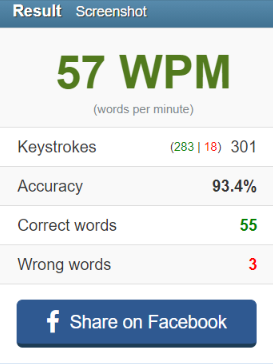 Result Screenshot
57 WPM
(words per minute)
Keystrokes (283 | 18) 301
Accuracy 93.4%
Correct words 55
Wrong words 3
f Share on Facebook